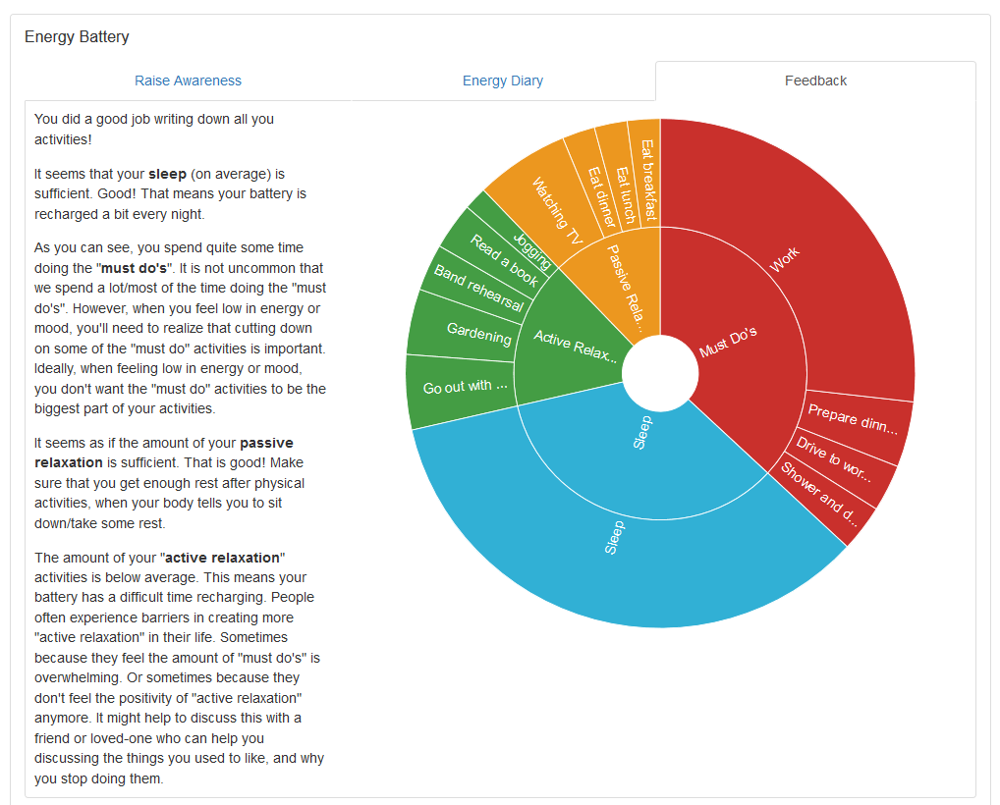 Energy Battery
Raise Awareness
Energy Diary
Feedback
You did a good job writing down all you
activities!
It seems that your sleep (on average) is
sufficient. Good! That means your battery is
recharged a bit every night.
As you can see, you spend quite some time
doing the "must do's". It is not uncommon that
we spend a lot/most of the time doing the "must
do's". However, when you feel low in energy or
mood, you'll need to realize that cutting down
on some of the "must do" activities is important.
Ideally, when feeling low in energy or mood,
you don't want the "must do" activities to be the
biggest part of your activities.
It seems as if the amount of your passive
relaxation is sufficient. That is good! Make
sure that you get enough rest after physical
activities, when your body tells you to sit
down/take some rest.
The amount of your "active relaxation"
activities is below average. This means your
battery has a difficult time recharging. People
often experience barriers in creating more
"active relaxation" in their life. Sometimes
because they feel the amount of "must do's" is
overwhelming. Or sometimes because they
don't feel the positivity of "active relaxation"
anymore. It might help to discuss this with a
friend or loved-one who can help you
discussing the things you used to like, and why
you stop doing them.
Must Do's
Work
Prepare dinn...
Drive to wor...
Shower and d...
Sleep
Sleep
Active Relax...
Go out with ...
Gardening
Band rehearsal
Read a book
Jogging
Passive Rela...
Watching TV
Eat dinner
Eat lunch
Eat breakfast